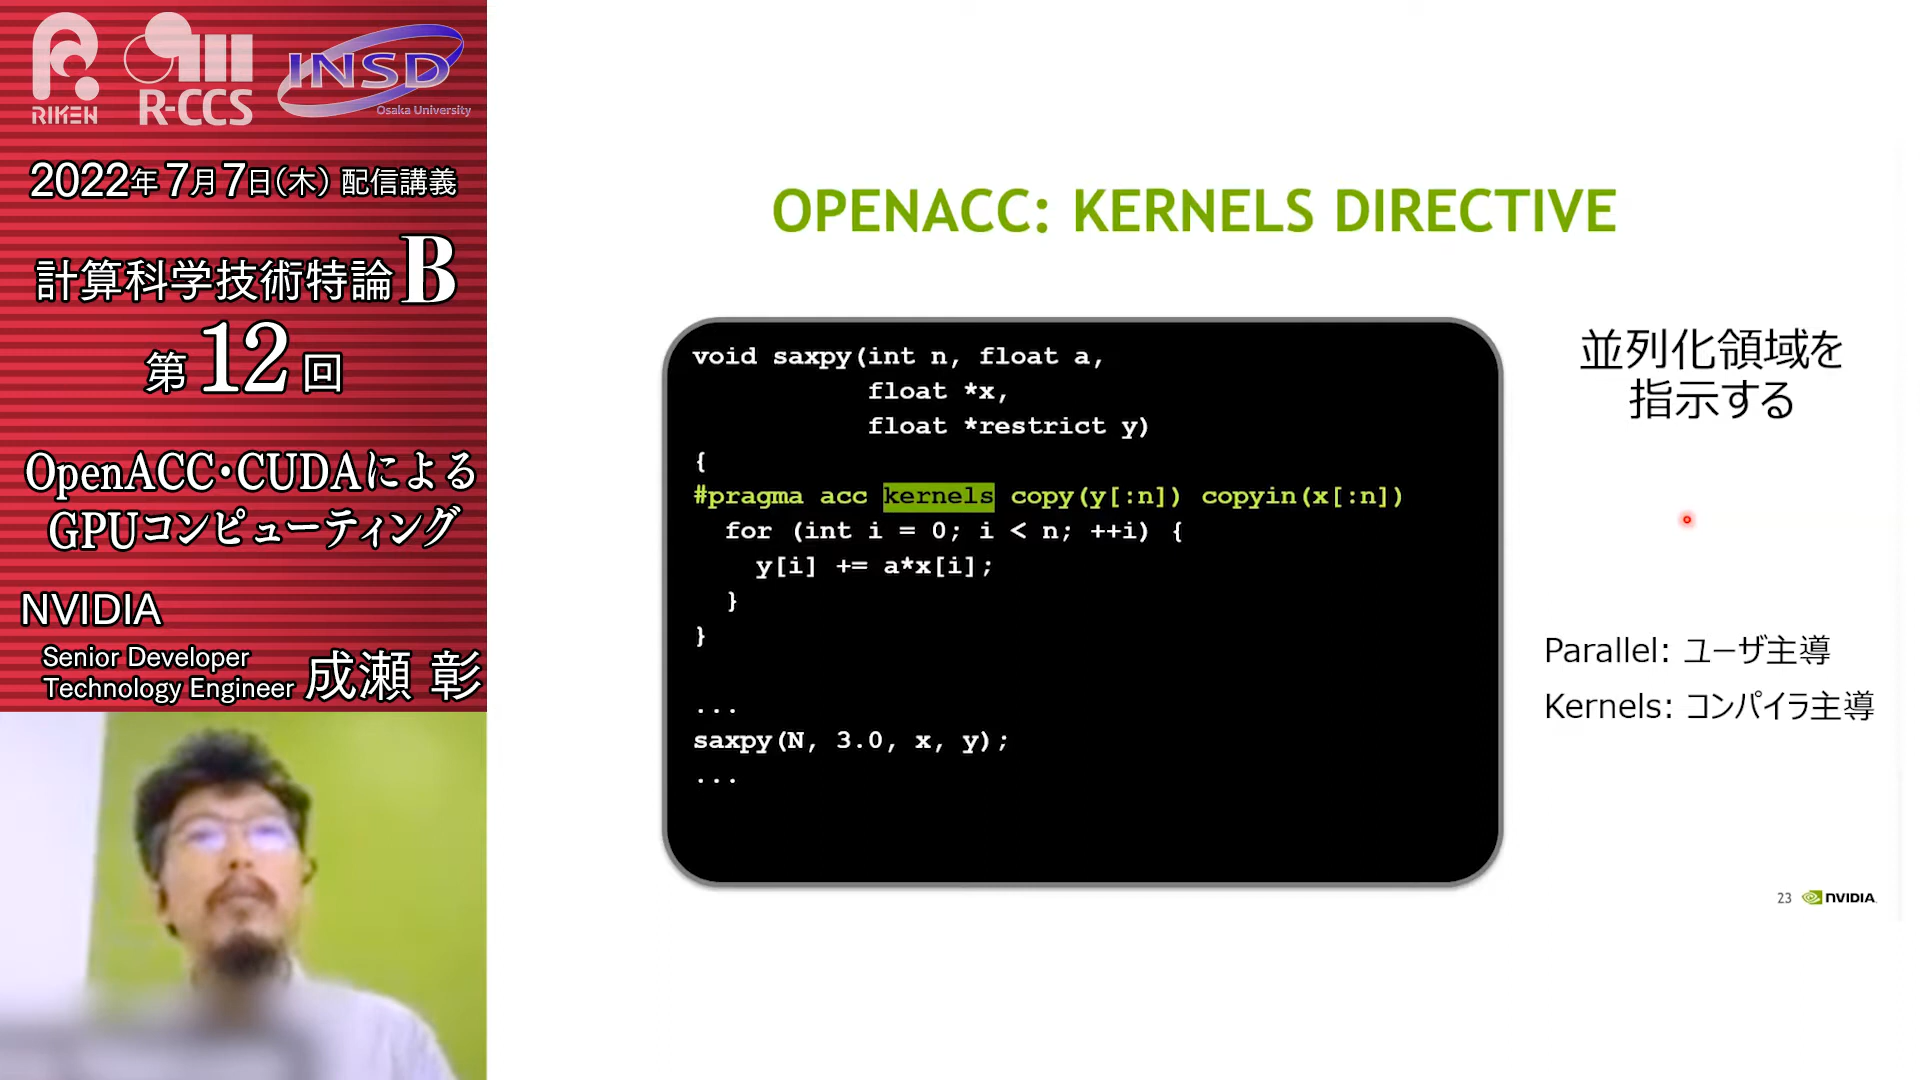 RIKEN
R-CCS
INSD
Osaka University
2022年7月7日(木) 配信講義
計算科学技術特論B
第12回
OpenACC・CUDAによる
GPUコンピューティング
NVIDIA
Senior Developer
Technology Engineer 成瀬 彰
OPENACC: KERNELS DIRECTIVE
void saxpy(int n, float a,
           float *x,
           float *restrict y)
{
#pragma acc kernels copy(y[:n]) copyin(x[:n])
  for (int i = 0; i < n; ++i) {
    y[i] += a*x[i];
  }
}
...
saxpy(N, 3.0, x, y);
...
並列化領域を
指示する
Parallel: ユーザ主導
Kernels: コンパイラ主導
23 NVIDIA.